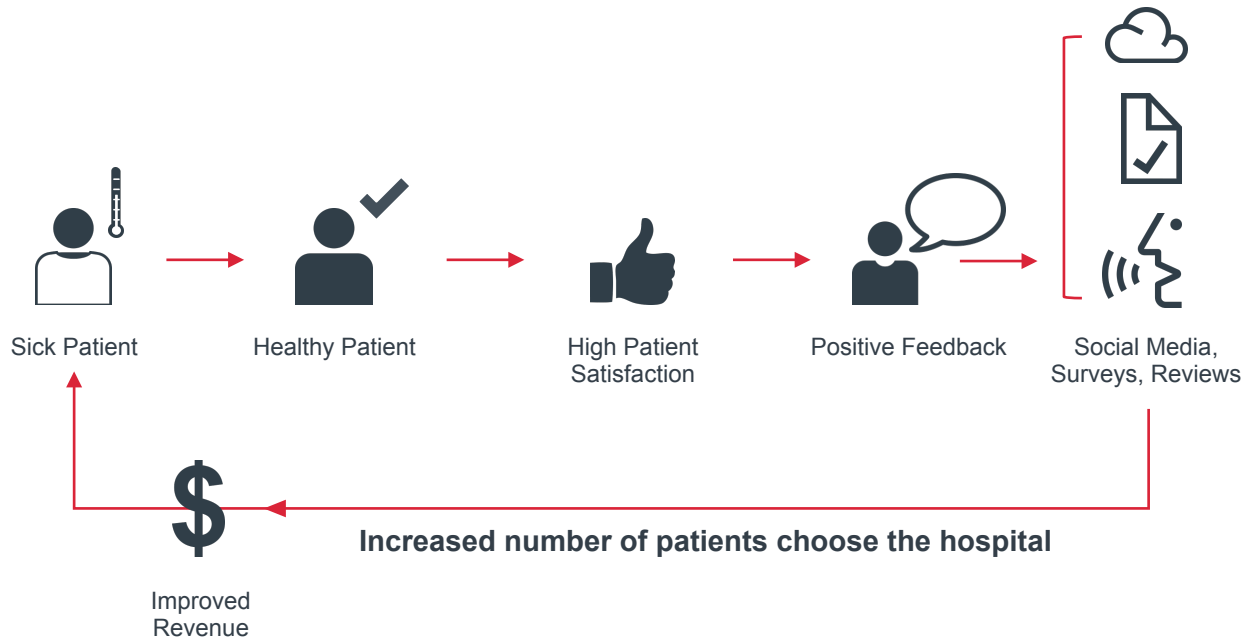 Sick Patient
Healthy Patient
High Patient
Satisfaction
Positive Feedback
Social Media,
Surveys, Reviews
$
Increased number of patients choose the hospital
Improved
Revenue